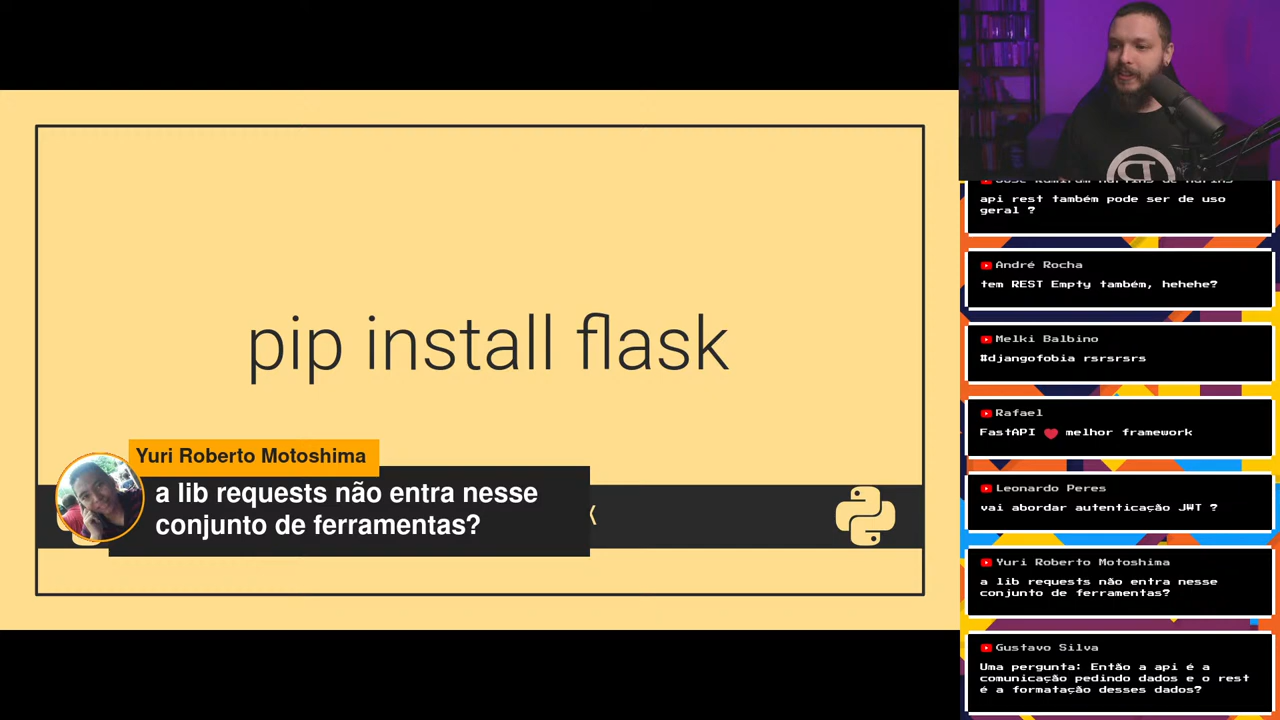 pip install flask
Yuri Roberto Motoshima
a lib requests não entra nesse
conjunto de ferramentas?
api rest também pode ser de uso
geral ?
André Rocha
tem REST Empty também, hehehe?
Melki Balbino
#djangofobia rsrsrsrs
Rafael
FastAPI ❤ melhor framework
Leonardo Peres
vai abordar autenticação JWT ?
Yuri Roberto Motoshima
a lib requests não entra nesse
conjunto de ferramentas?
Gustavo Silva
Uma pergunta: Então a api é a
comunicação pedindo dados e o rest
é a formatação desses dados?